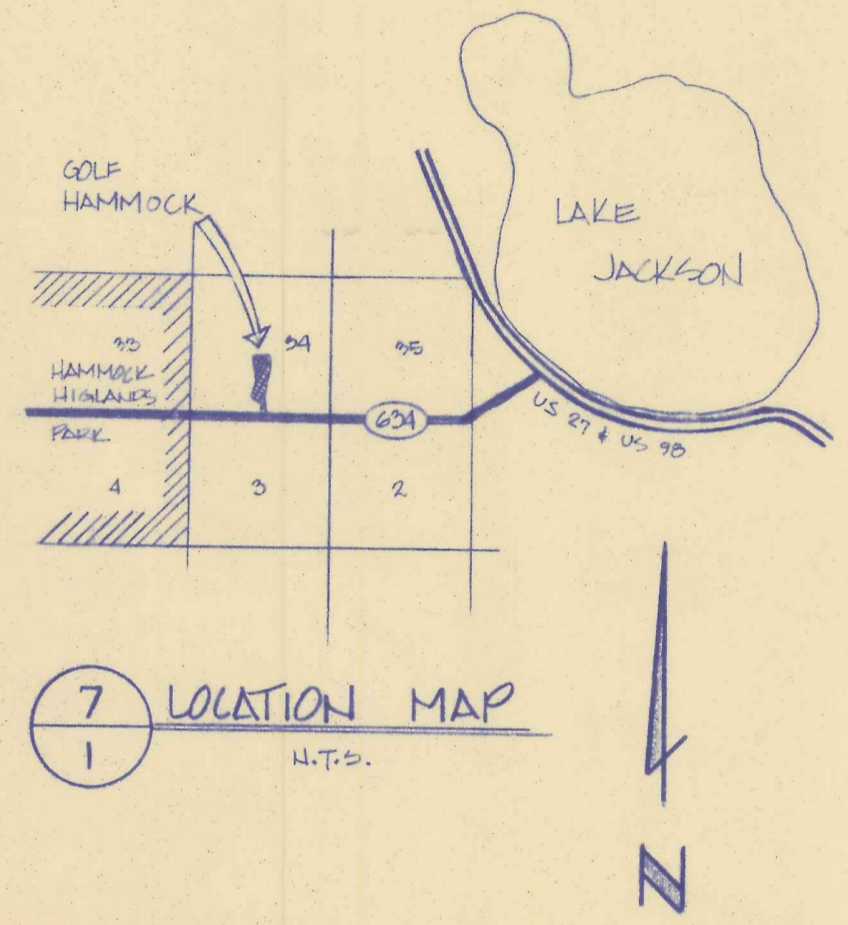 GOLF
HAMMOCK
LAKE
JACKSON
33
34
35
HAMMOCK
HIGLANDS
PARK
634
US 27 & US 98
4
3
2
7
1
LOCATION MAP
N.T.S.
N